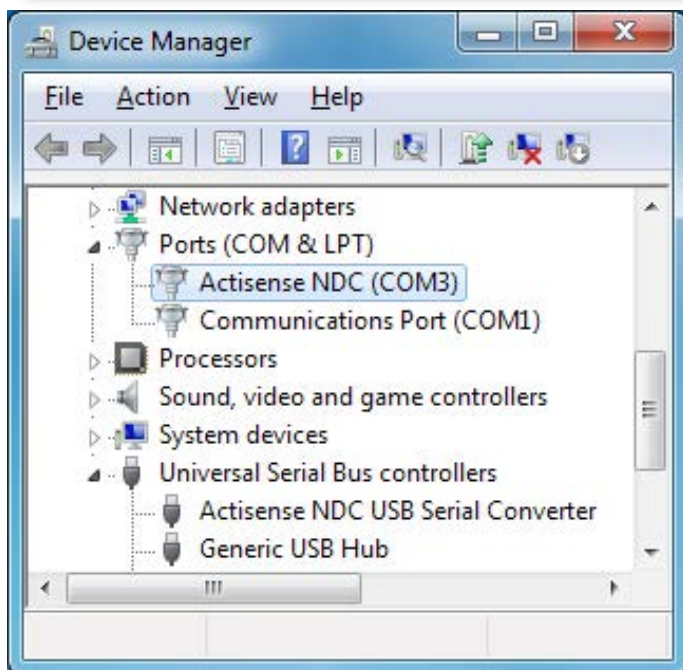 Device Manager
File Action View Help
Network adapters
Ports (COM & LPT)
Actisense NDC (COM3)
Communications Port (COM1)
Processors
Sound, video and game controllers
System devices
Universal Serial Bus controllers
Actisense NDC USB Serial Converter
Generic USB Hub